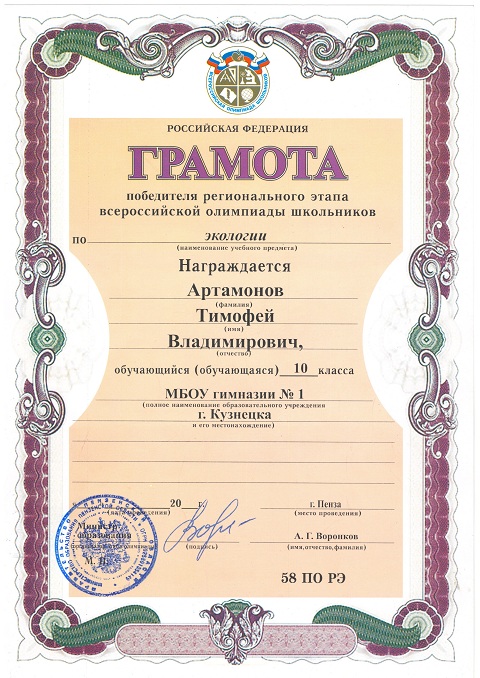 ВСЕРОССИЙСКАЯ ОЛИМПИАДА ШКОЛЬНИКОВ
РОССИЙСКАЯ ФЕДЕРАЦИЯ
ГРАМОТА
победителя регионального этапа
всероссийской олимпиады школьников
по экологии
(наименование учебного предмета)
Награждается
Артамонов
(фамилия)
Тимофей
(имя)
Владимирович,
(отчество)
обучающийся (обучающаяся) 10 класса
МБОУ гимназии № 1
(полное наименование образовательного учреждения
г. Кузнецка
и его местонахождение)
20 г. г. Пенза
(дата проведения) (место проведения)
Министр
образования
А. Г. Воронков
(подпись) (имя,отчество,фамилия)
М. П.
58 ПО РЭ